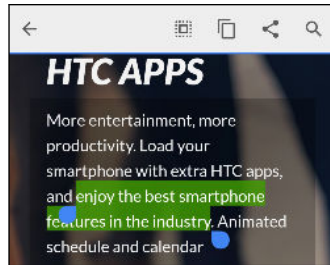 HTC APPS
More entertainment, more
productivity. Load your
smartphone with extra HTC apps,
and enjoy the best smartphone
features in the industry. Animated
schedule and calendar